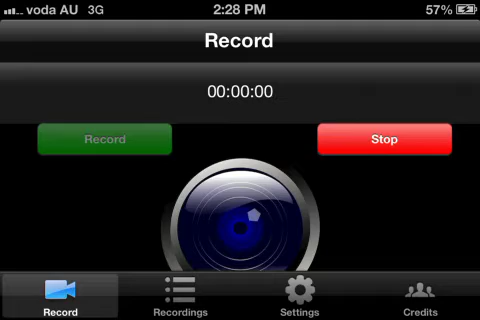 voda AU 3G 2:28 PM 57%
Record
00:00:00
Record Stop
Record Recordings Settings Credits